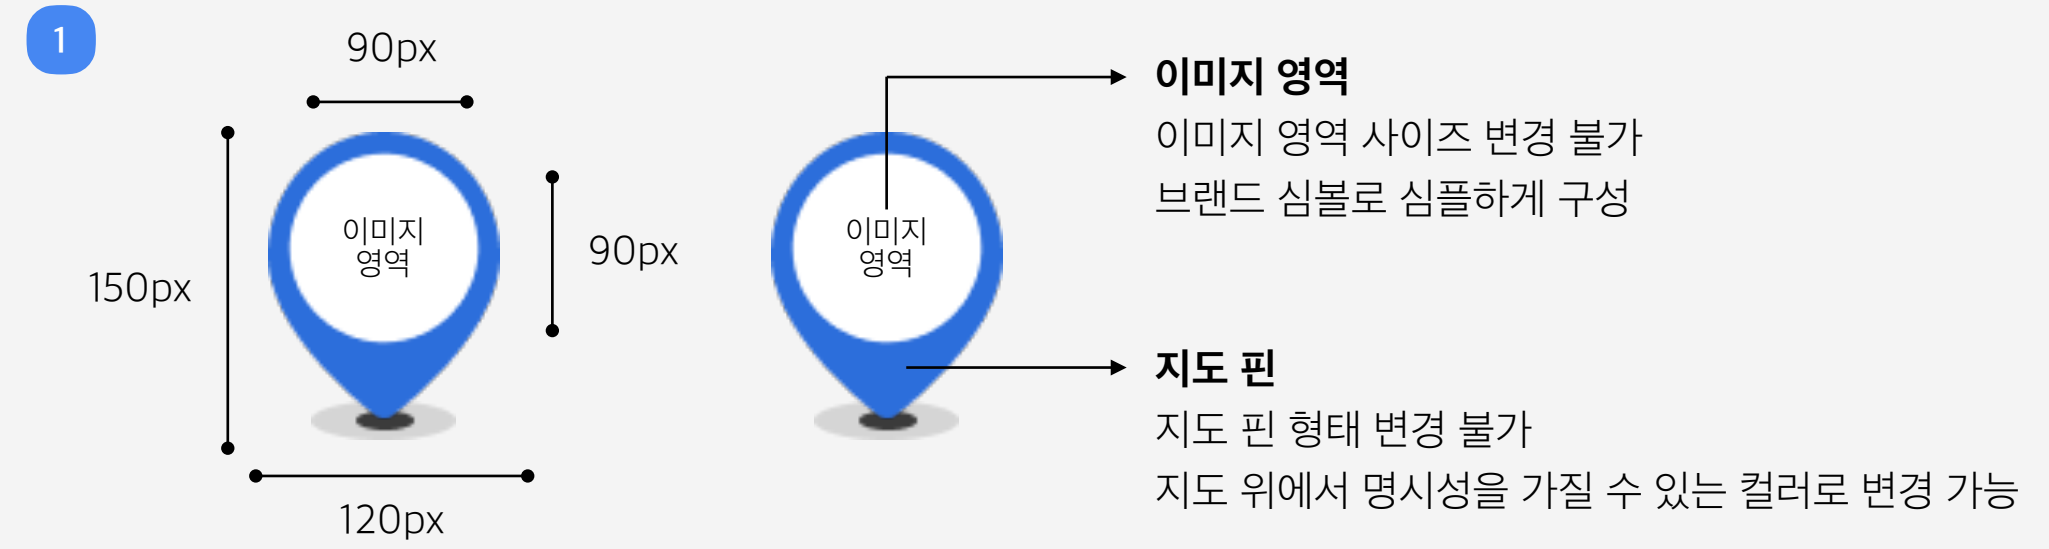 1
90px
이미지
영역
90px
150px
120px
이미지
영역
이미지 영역
이미지 영역 사이즈 변경 불가
브랜드 심볼로 심플하게 구성
지도 핀
지도 핀 형태 변경 불가
지도 위에서 명시성을 가질 수 있는 컬러로 변경 가능